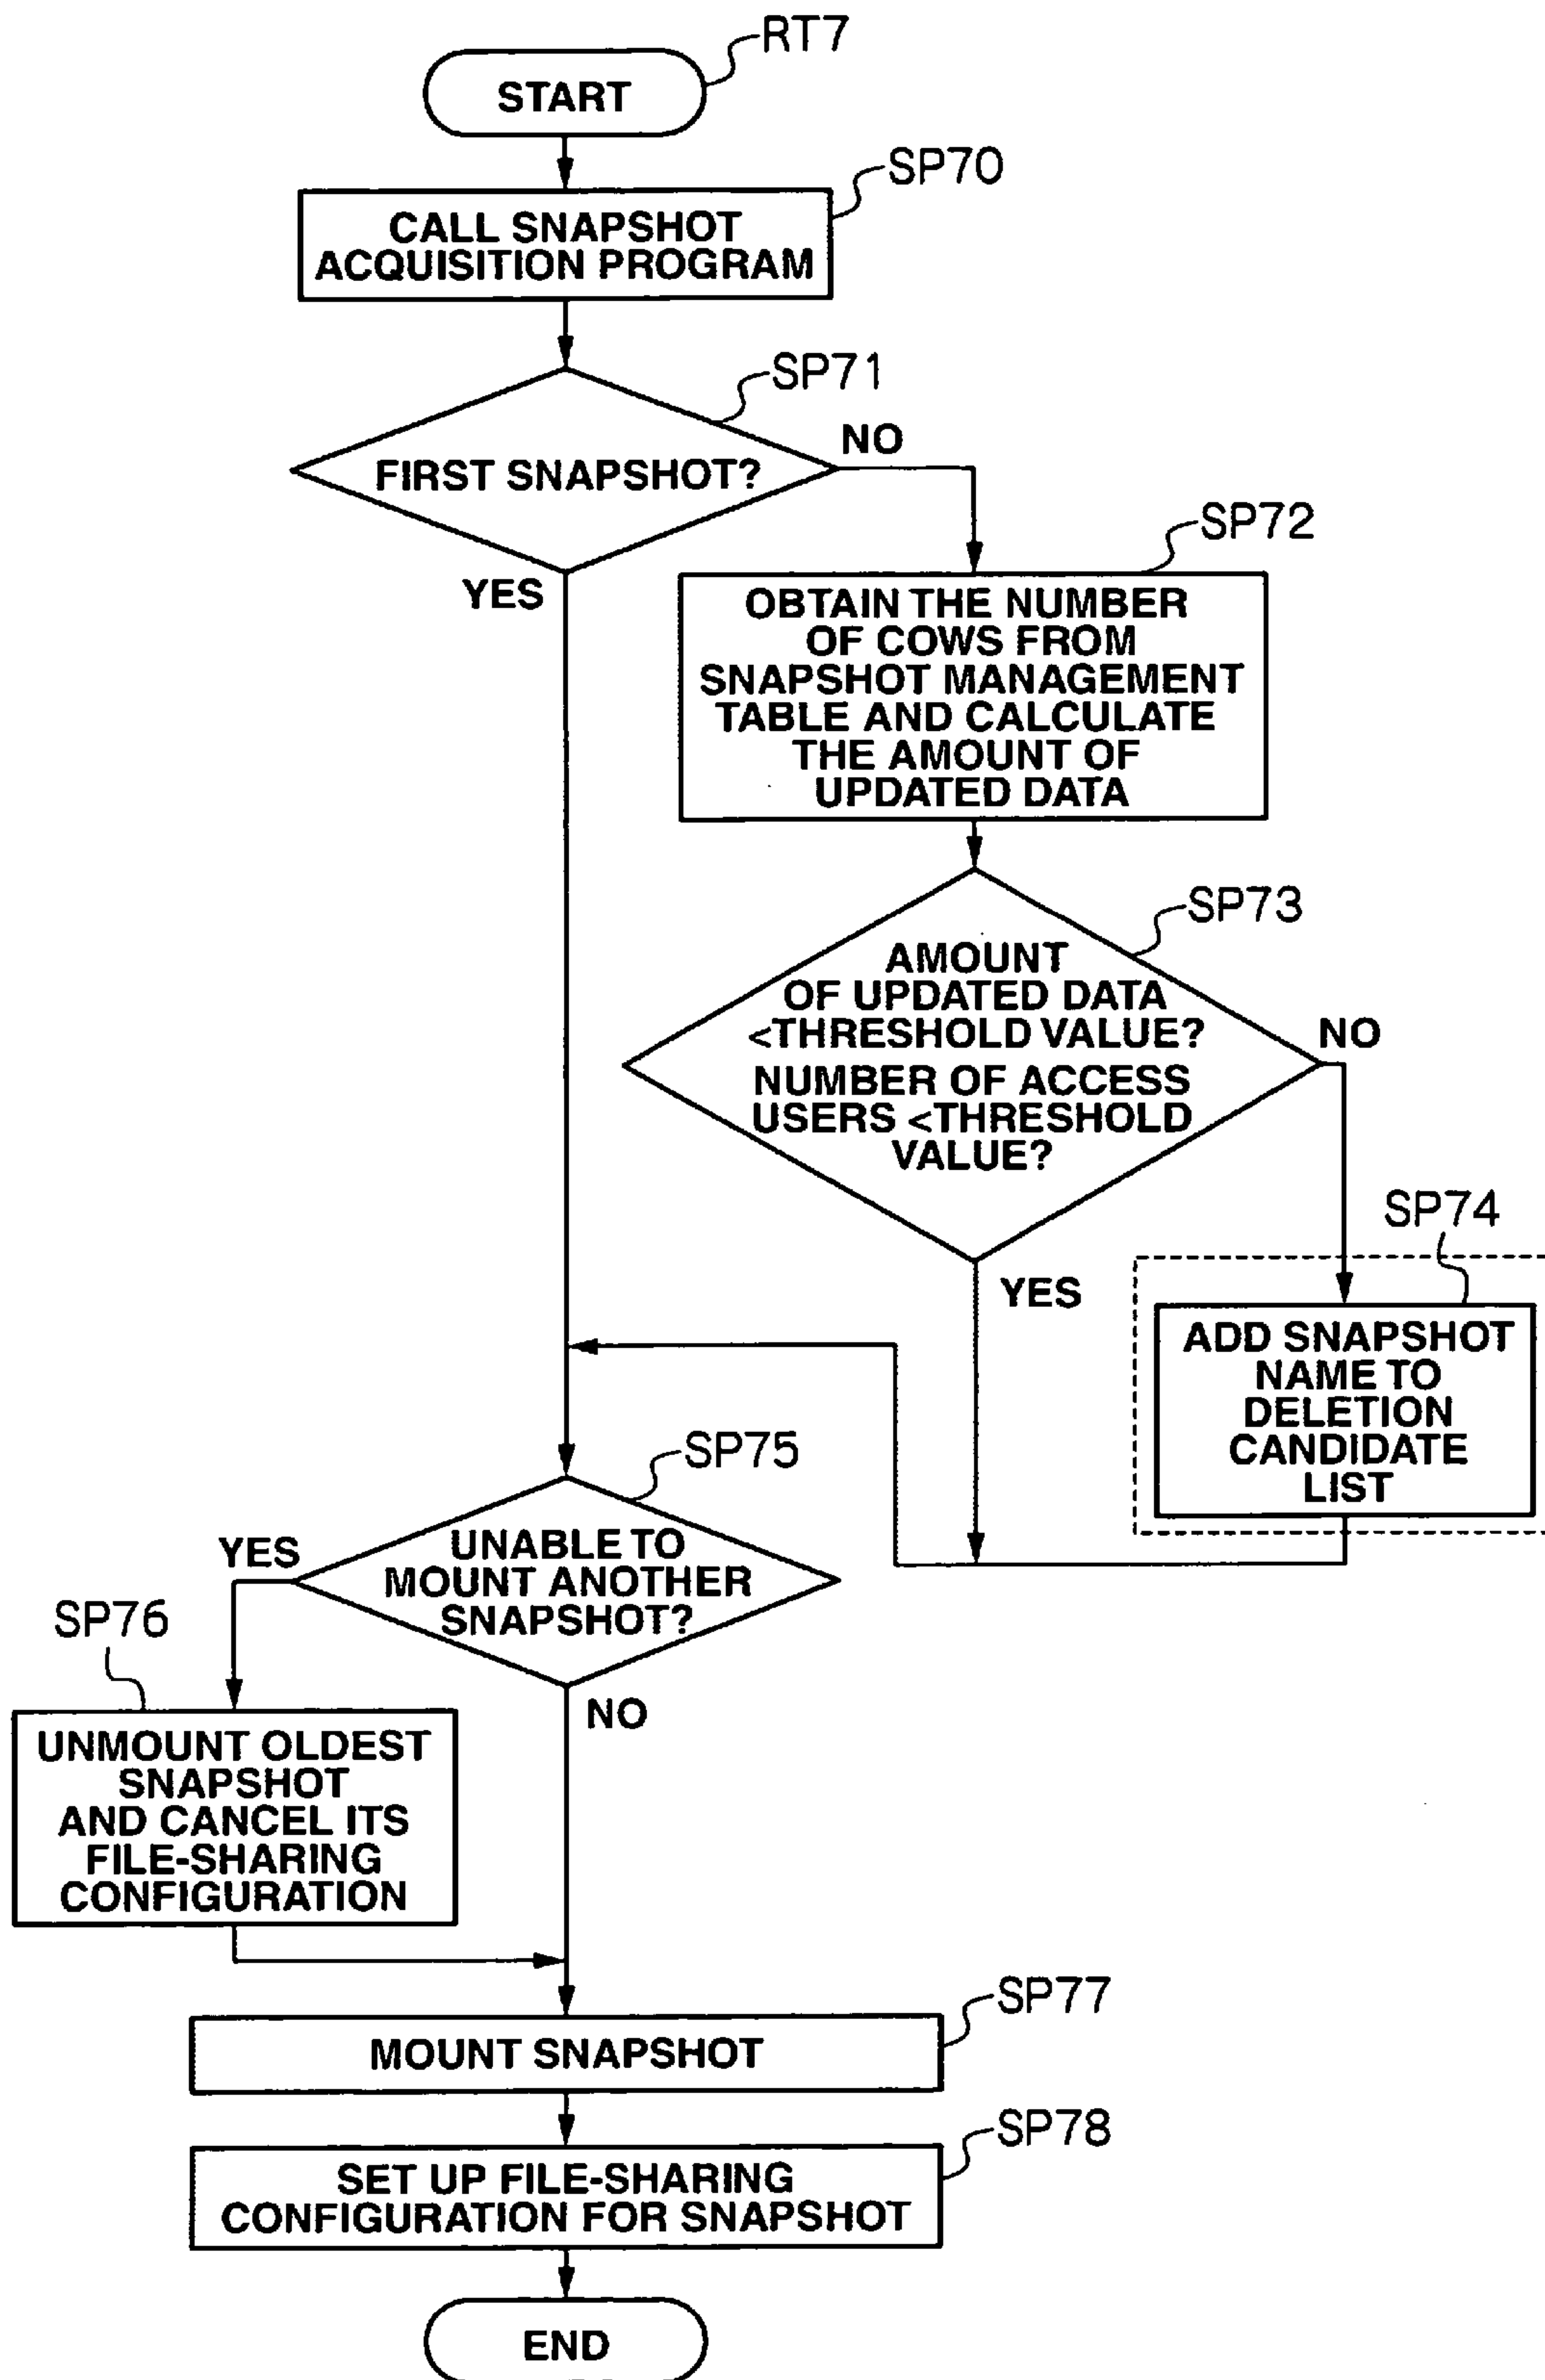 RT7
START
SP70
CALL SNAPSHOT
ACQUISITION PROGRAM
SP71
FIRST SNAPSHOT?
NO
YES
SP72
OBTAIN THE NUMBER
OF COWS FROM
SNAPSHOT MANAGEMENT
TABLE AND CALCULATE
THE AMOUNT OF
UPDATED DATA
SP73
AMOUNT
OF UPDATED DATA
<THRESHOLD VALUE?
NUMBER OF ACCESS
USERS <THRESHOLD
VALUE?
NO
YES
SP74
ADD SNAPSHOT
NAME TO
DELETION
CANDIDATE
LIST
SP75
UNABLE TO
MOUNT ANOTHER
SNAPSHOT?
YES
NO
SP76
UNMOUNT OLDEST
SNAPSHOT
AND CANCEL ITS
FILE-SHARING
CONFIGURATION
SP77
MOUNT SNAPSHOT
SP78
SET UP FILE-SHARING
CONFIGURATION FOR SNAPSHOT
END